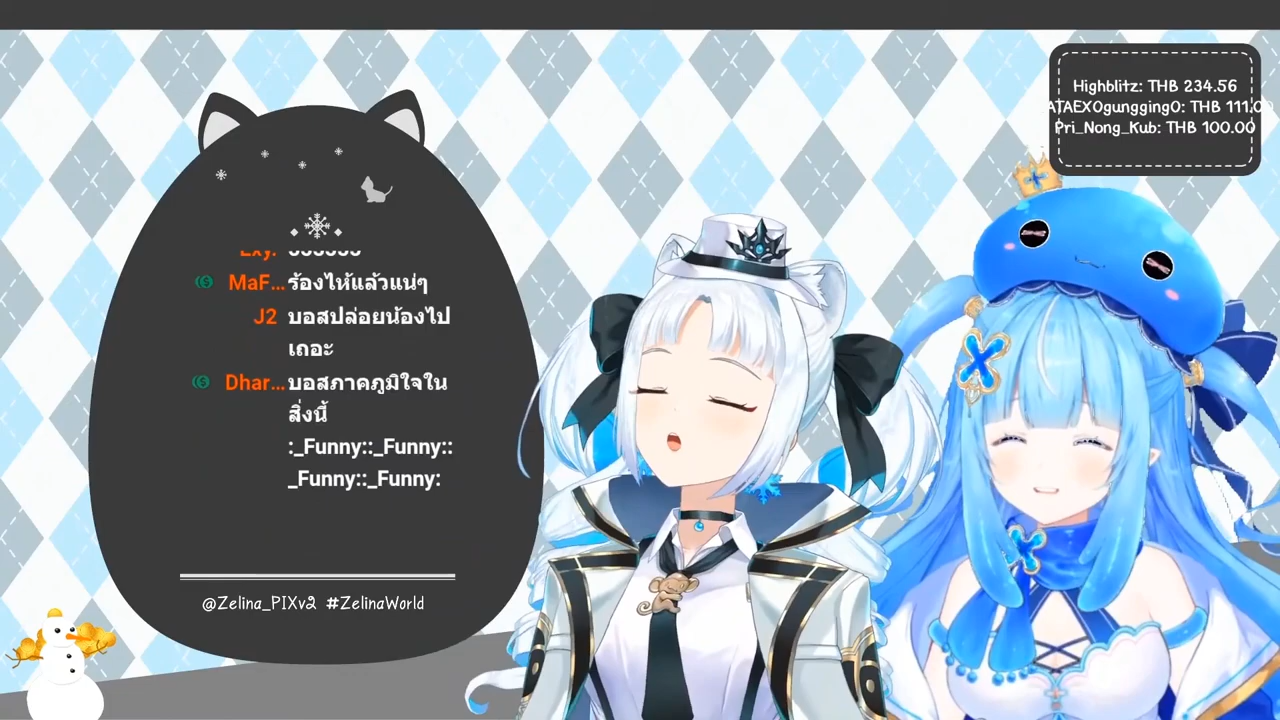 Highblitz: THB 234.56
ATAEXOgunggingO: THB 111.00
Pri_Nong_Kub: THB 100.00
Exy. 555555
MaF... ร้องไห้แล้วแน่ๆ
J2 บอสปล่อยน้องไป
เถอะ
Dhar... บอสภาคภูมิใจใน
สิ่งนี้
:_Funny::_Funny::
_Funny::_Funny:
@Zelina_PIXv2 #ZelinaWorld